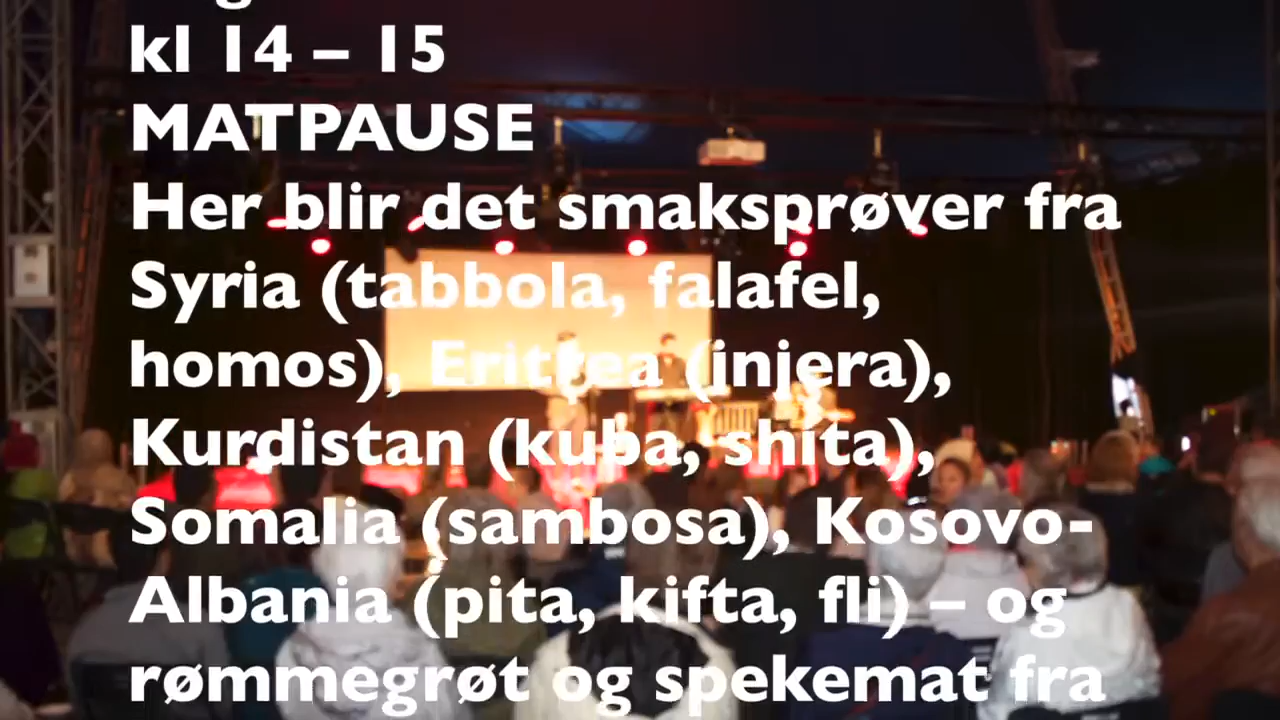 kl 14 – 15
MATPAUSE
Her blir det smaksprøver fra
Syria (tabbola, falafel,
homos), Eritrea (injera),
Kurdistan (kuba, shita),
Somalia (sambosa), Kosovo-
Albania (pita, kifta, fli) – og
rømmegrøt og spekemat fra